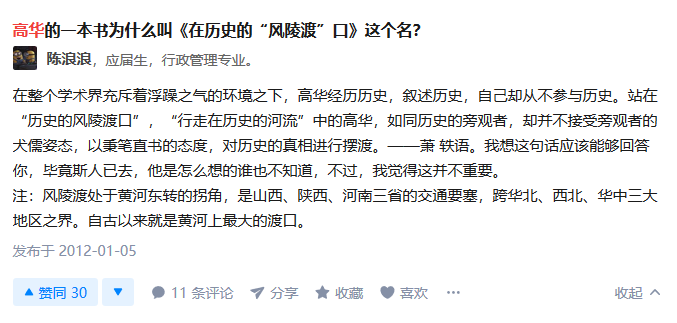 高华的一本书为什么叫《在历史的“风陵渡”口》这个名?
陈浪浪，应届生，行政管理专业。
在整个学术界充斥着浮躁之气的环境之下，高华经历历史，叙述历史，自己却从不参与历史。站在
“历史的风陵渡口”，“行走在历史的河流”中的高华，如同历史的旁观者，却并不接受旁观者的
犬儒姿态，以秉笔直书的态度，对历史的真相进行摆渡。——萧 轶语。我想这句话应该能够回答
你，毕竟斯人已去，他是怎么想的谁也不知道，不过，我觉得这并不重要。
注：风陵渡处于黄河东转的拐角，是山西、陕西、河南三省的交通要塞，跨华北、西北、华中三大
地区之界。自古以来就是黄河上最大的渡口。
发布于 2012-01-05
赞同 30 11 条评论 分享 收藏 喜欢 ··· 收起